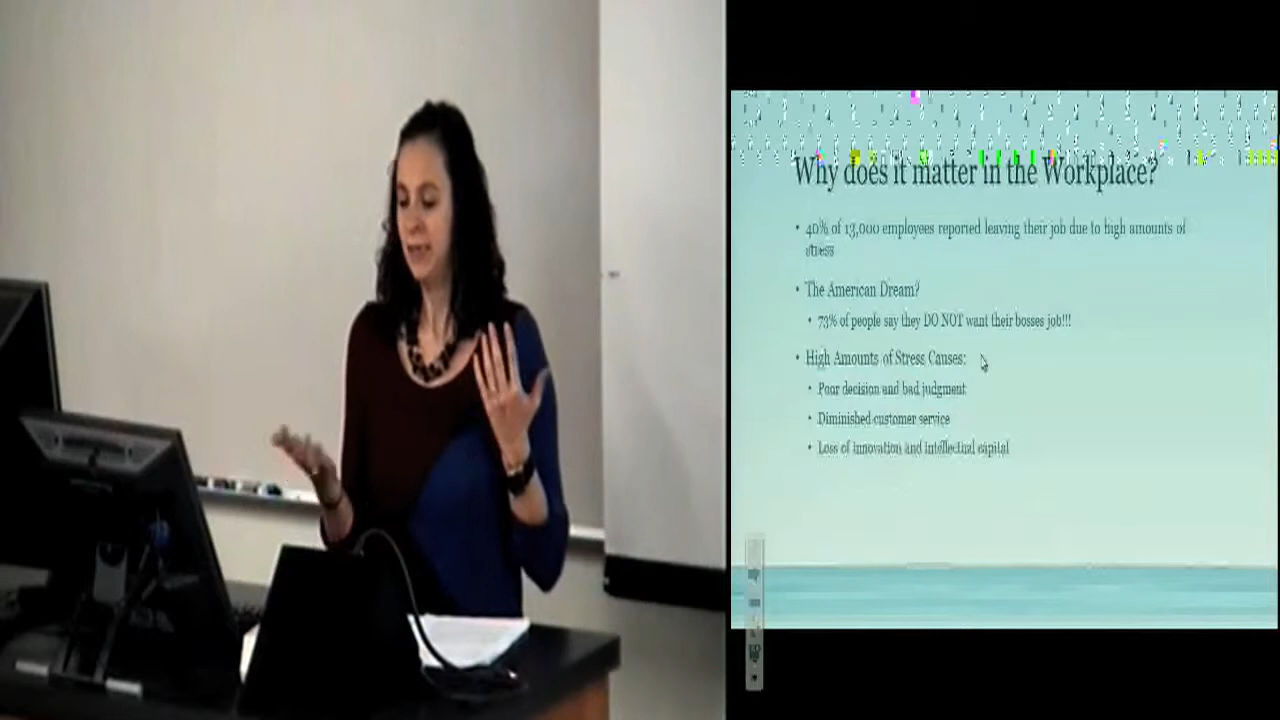 Why does it matter in the Workplace?
• 40% of 13,000 employees reported leaving their job due to high amounts of
stress
• The American Dream?
• 73% of people say they DO NOT want their bosses job!!!
• High Amounts of Stress Causes:
• Poor decision and bad judgment
• Diminished customer service
• Loss of innovation and intellectual capital